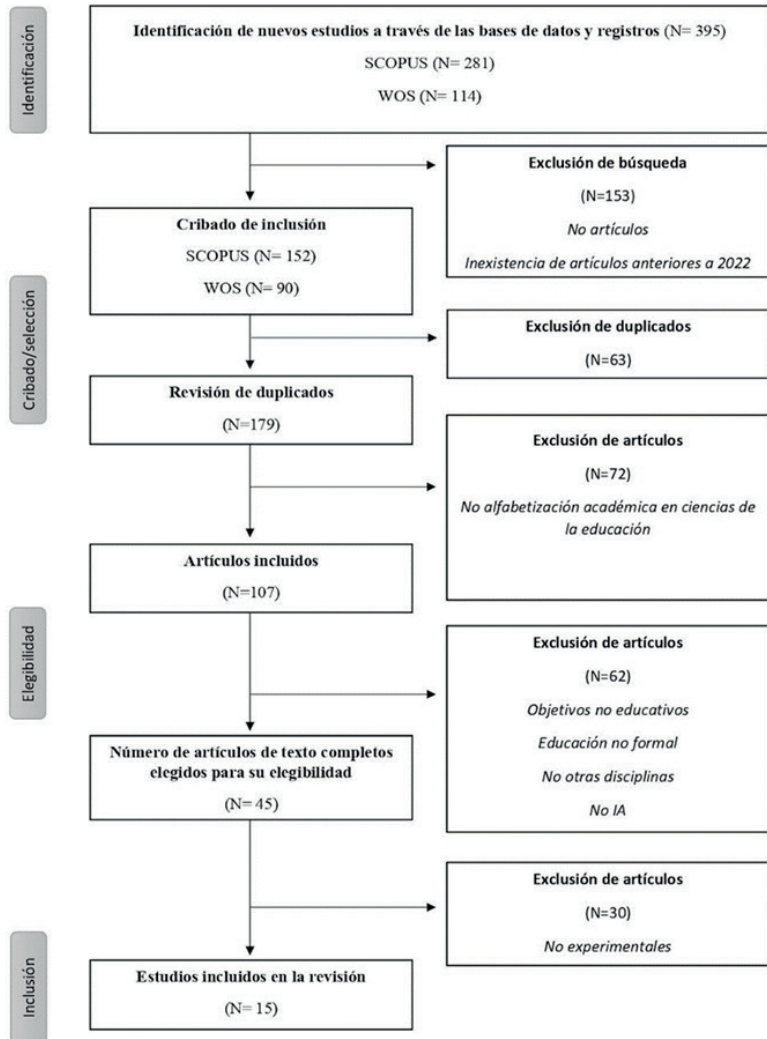 Identificación
Identificación de nuevos estudios a través de las bases de datos y registros (N= 395)
SCOPUS (N= 281)
WOS (N= 114)
Exclusión de búsqueda
(N=153)
No artículos
Inexistencia de artículos anteriores a 2022
Cribado/selección
Cribado de inclusión
SCOPUS (N= 152)
WOS (N= 90)
Exclusión de duplicados
(N=63)
Revisión de duplicados
(N=179)
Exclusión de artículos
(N=72)
No alfabetización académica en ciencias de
la educación
Artículos incluidos
(N=107)
Elegibilidad
Exclusión de artículos
(N=62)
Objetivos no educativos
Educación no formal
No otras disciplinas
No IA
Número de artículos de texto completos
elegidos para su elegibilidad
(N= 45)
Exclusión de artículos
(N=30)
No experimentales
Inclusión
Estudios incluidos en la revisión
(N= 15)